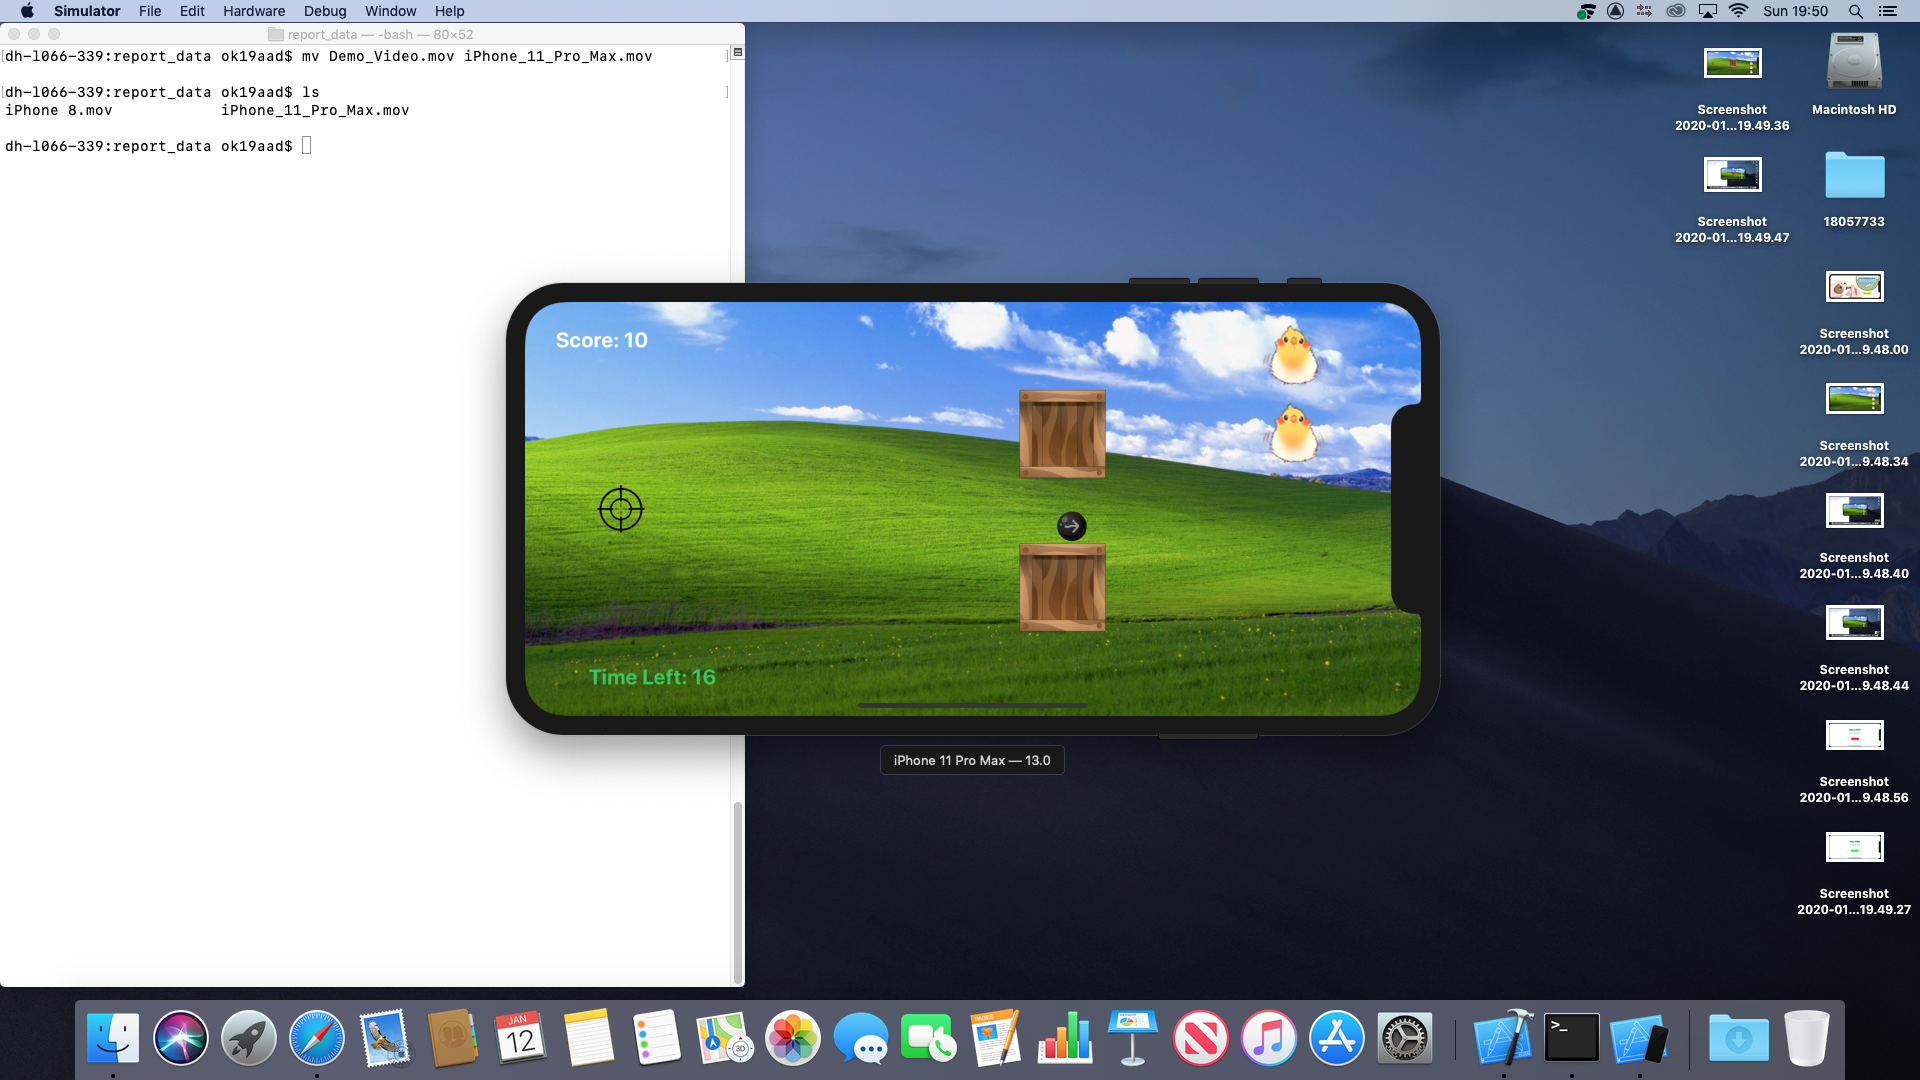 Simulator File Edit Hardware Debug Window Help
Sun 19:50
report_data — -bash — 80×52
dh-l066-339:report_data ok19aad$ mv Demo_Video.mov iPhone_11_Pro_Max.mov
dh-l066-339:report_data ok19aad$ ls
iPhone 8.mov iPhone_11_Pro_Max.mov
dh-l066-339:report_data ok19aad$
Score: 10
Time Left: 16
iPhone 11 Pro Max — 13.0
Screenshot
2020-01...19.49.36
Macintosh HD
Screenshot
2020-01...19.49.47
18057733
Screenshot
2020-01...9.48.00
Screenshot
2020-01...9.48.34
Screenshot
2020-01...9.48.40
Screenshot
2020-01...9.48.44
Screenshot
2020-01...9.48.56
Screenshot
2020-01...19.49.27
JAN
12
3D
PAGES
>_